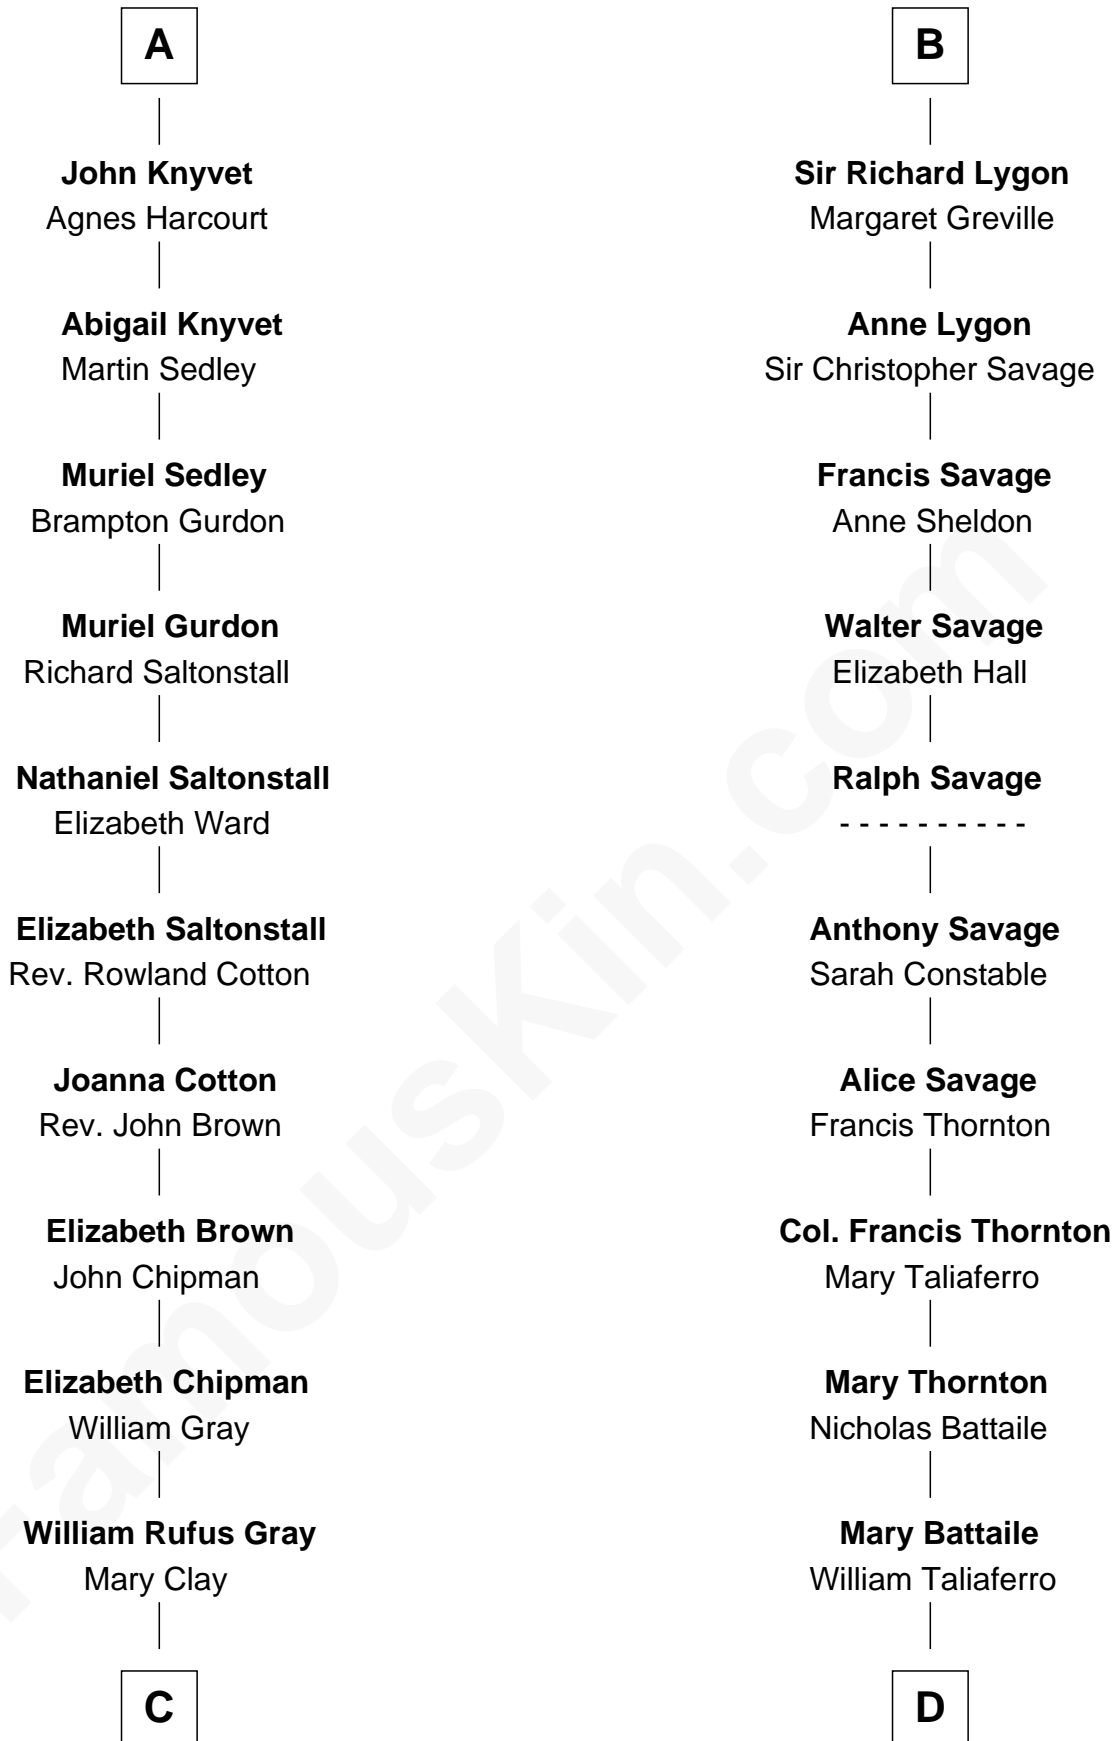 A
John Knyvet
Agnes Harcourt
Abigail Knyvet
Martin Sedley
Muriel Sedley
Brampton Gurdon
Muriel Gurdon
Richard Saltonstall
Nathaniel Saltonstall
Elizabeth Ward
Elizabeth Saltonstall
Rev. Rowland Cotton
Joanna Cotton
Rev. John Brown
Elizabeth Brown
John Chipman
Elizabeth Chipman
William Gray
William Rufus Gray
Mary Clay
C
B
Sir Richard Lygon
Margaret Greville
Anne Lygon
Sir Christopher Savage
Francis Savage
Anne Sheldon
Walter Savage
Elizabeth Hall
Ralph Savage
- - - - - - - - - -
Anthony Savage
Sarah Constable
Alice Savage
Francis Thornton
Col. Francis Thornton
Mary Taliaferro
Mary Thornton
Nicholas Battaile
Mary Battaile
William Taliaferro
D
FamousKin.com